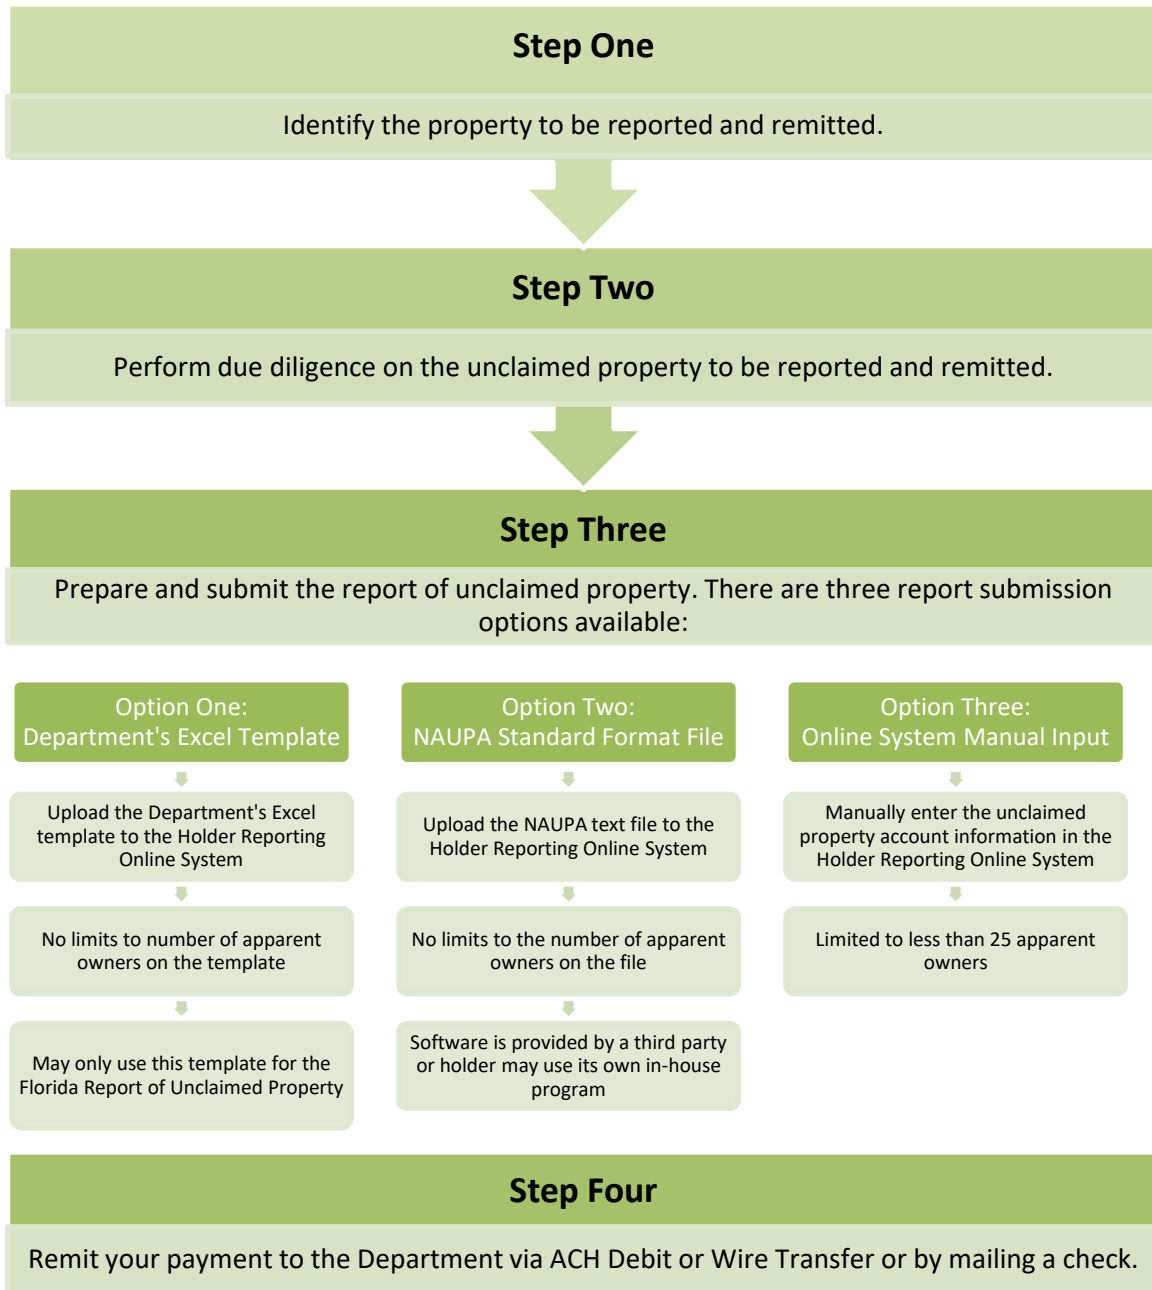 Step One
Identify the property to be reported and remitted.
Step Two
Perform due diligence on the unclaimed property to be reported and remitted.
Step Three
Prepare and submit the report of unclaimed property. There are three report submission
options available:
Option One:
Department's Excel Template
Upload the Department's Excel
template to the Holder Reporting
Online System
No limits to number of apparent
owners on the template
May only use this template for the
Florida Report of Unclaimed Property
Option Two:
NAUPA Standard Format File
Upload the NAUPA text file to the
Holder Reporting Online System
No limits to the number of apparent
owners on the file
Software is provided by a third party
or holder may use its own in-house
program
Option Three:
Online System Manual Input
Manually enter the unclaimed
property account information in the
Holder Reporting Online System
Limited to less than 25 apparent
owners
Step Four
Remit your payment to the Department via ACH Debit or Wire Transfer or by mailing a check.